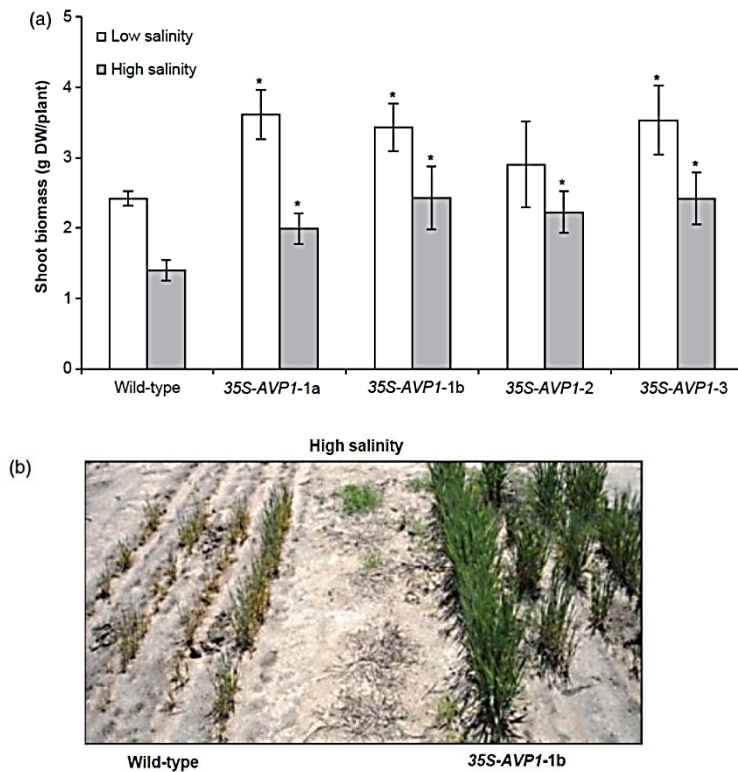 (a)
Shoot biomass (g DW/plant)
5
4
3
2
1
0
Low salinity
High salinity
* * * * * * *
Wild-type 35S-AVP1-1a 35S-AVP1-1b 35S-AVP1-2 35S-AVP1-3
(b)
High salinity
Wild-type 35S-AVP1-1b